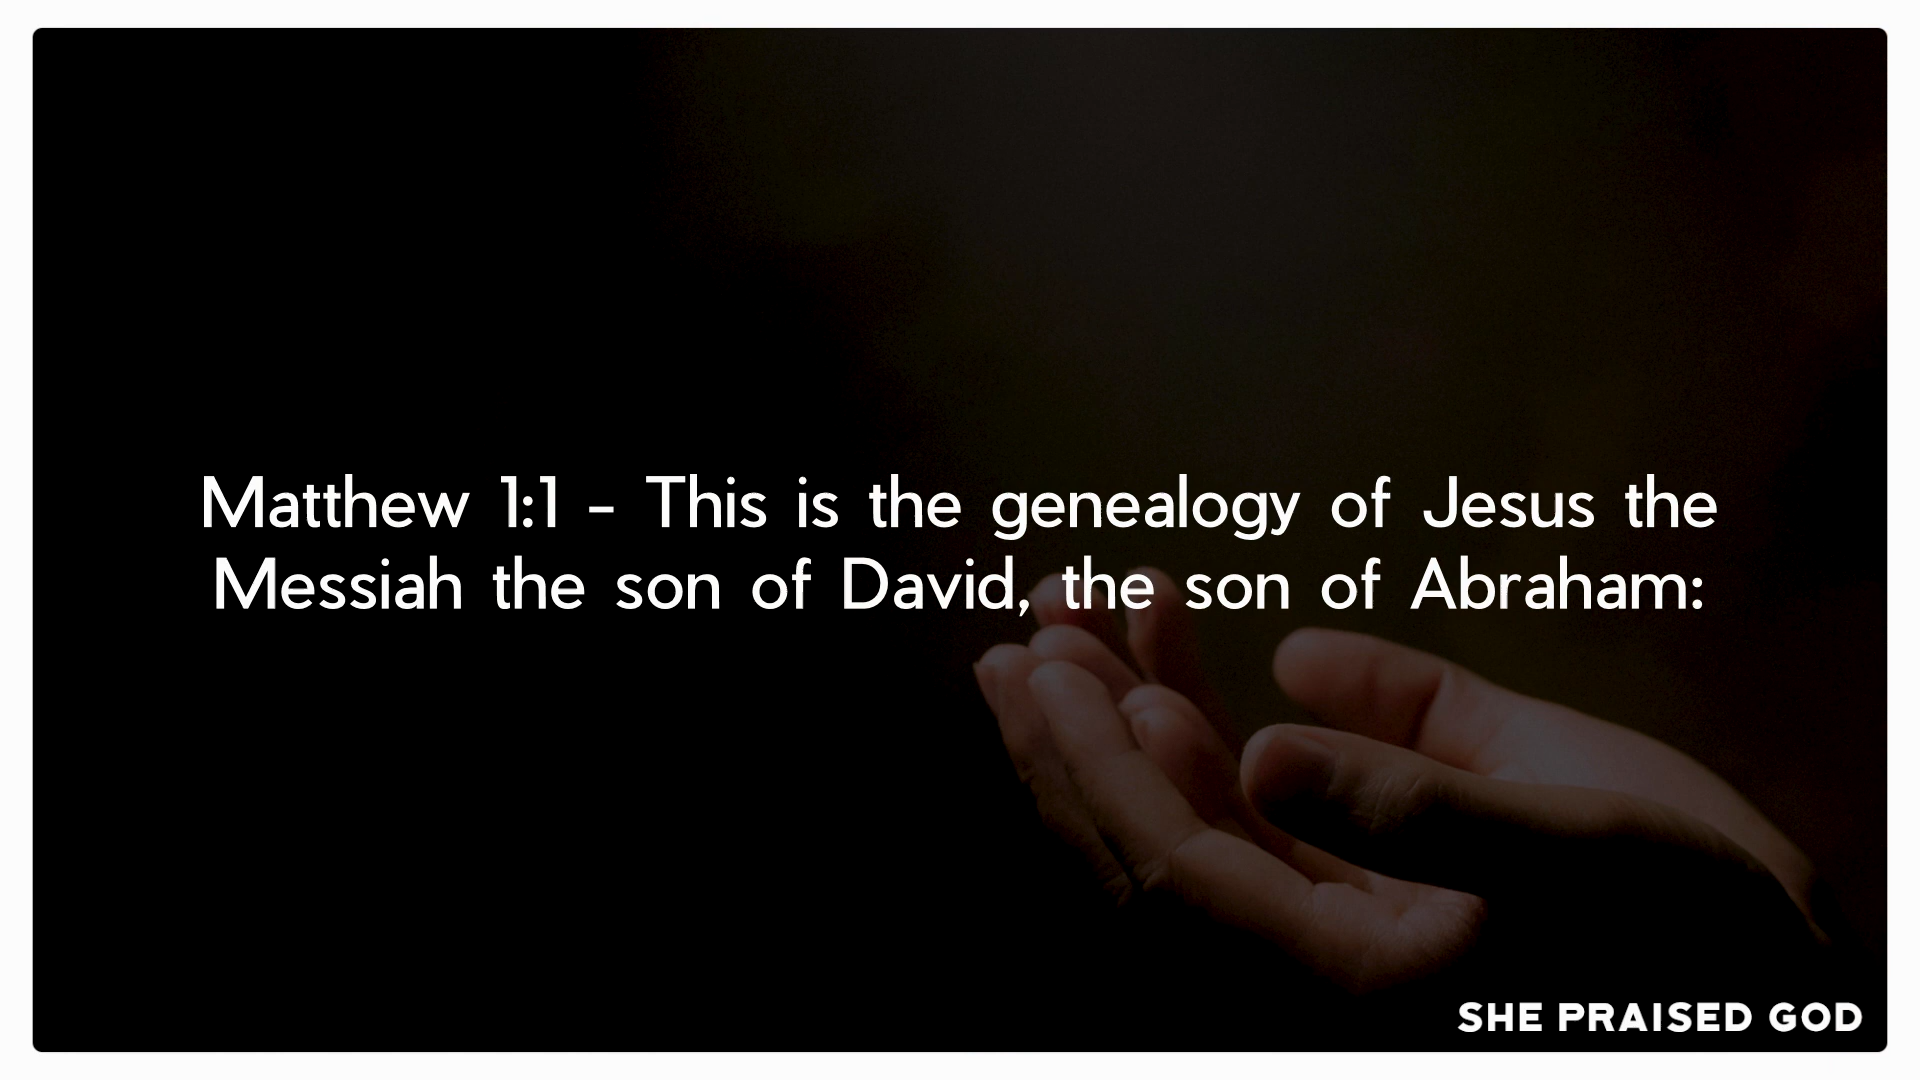 Matthew 1:1 - This is the genealogy of Jesus the
Messiah the son of David, the son of Abraham:
SHE PRAISED GOD